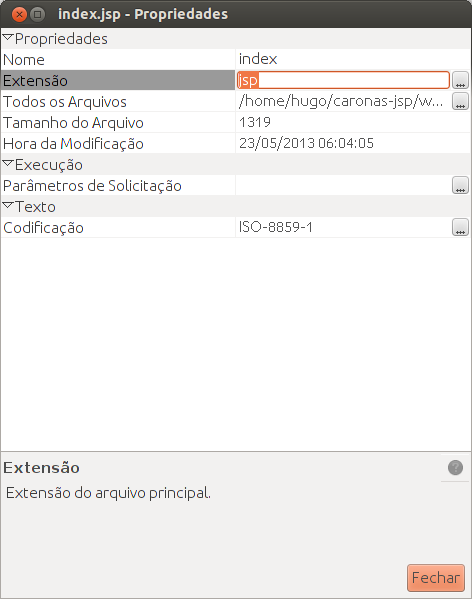 index.jsp - Propriedades
Propriedades
Nome index
Extensão jsp ...
Todos os Arquivos /home/hugo/caronas-jsp/w... ...
Tamanho do Arquivo 1319
Hora da Modificação 23/05/2013 06:04:05
Execução
Parâmetros de Solicitação ...
Texto
Codificação ISO-8859-1 ...
Extensão ?
Extensão do arquivo principal.
Fechar